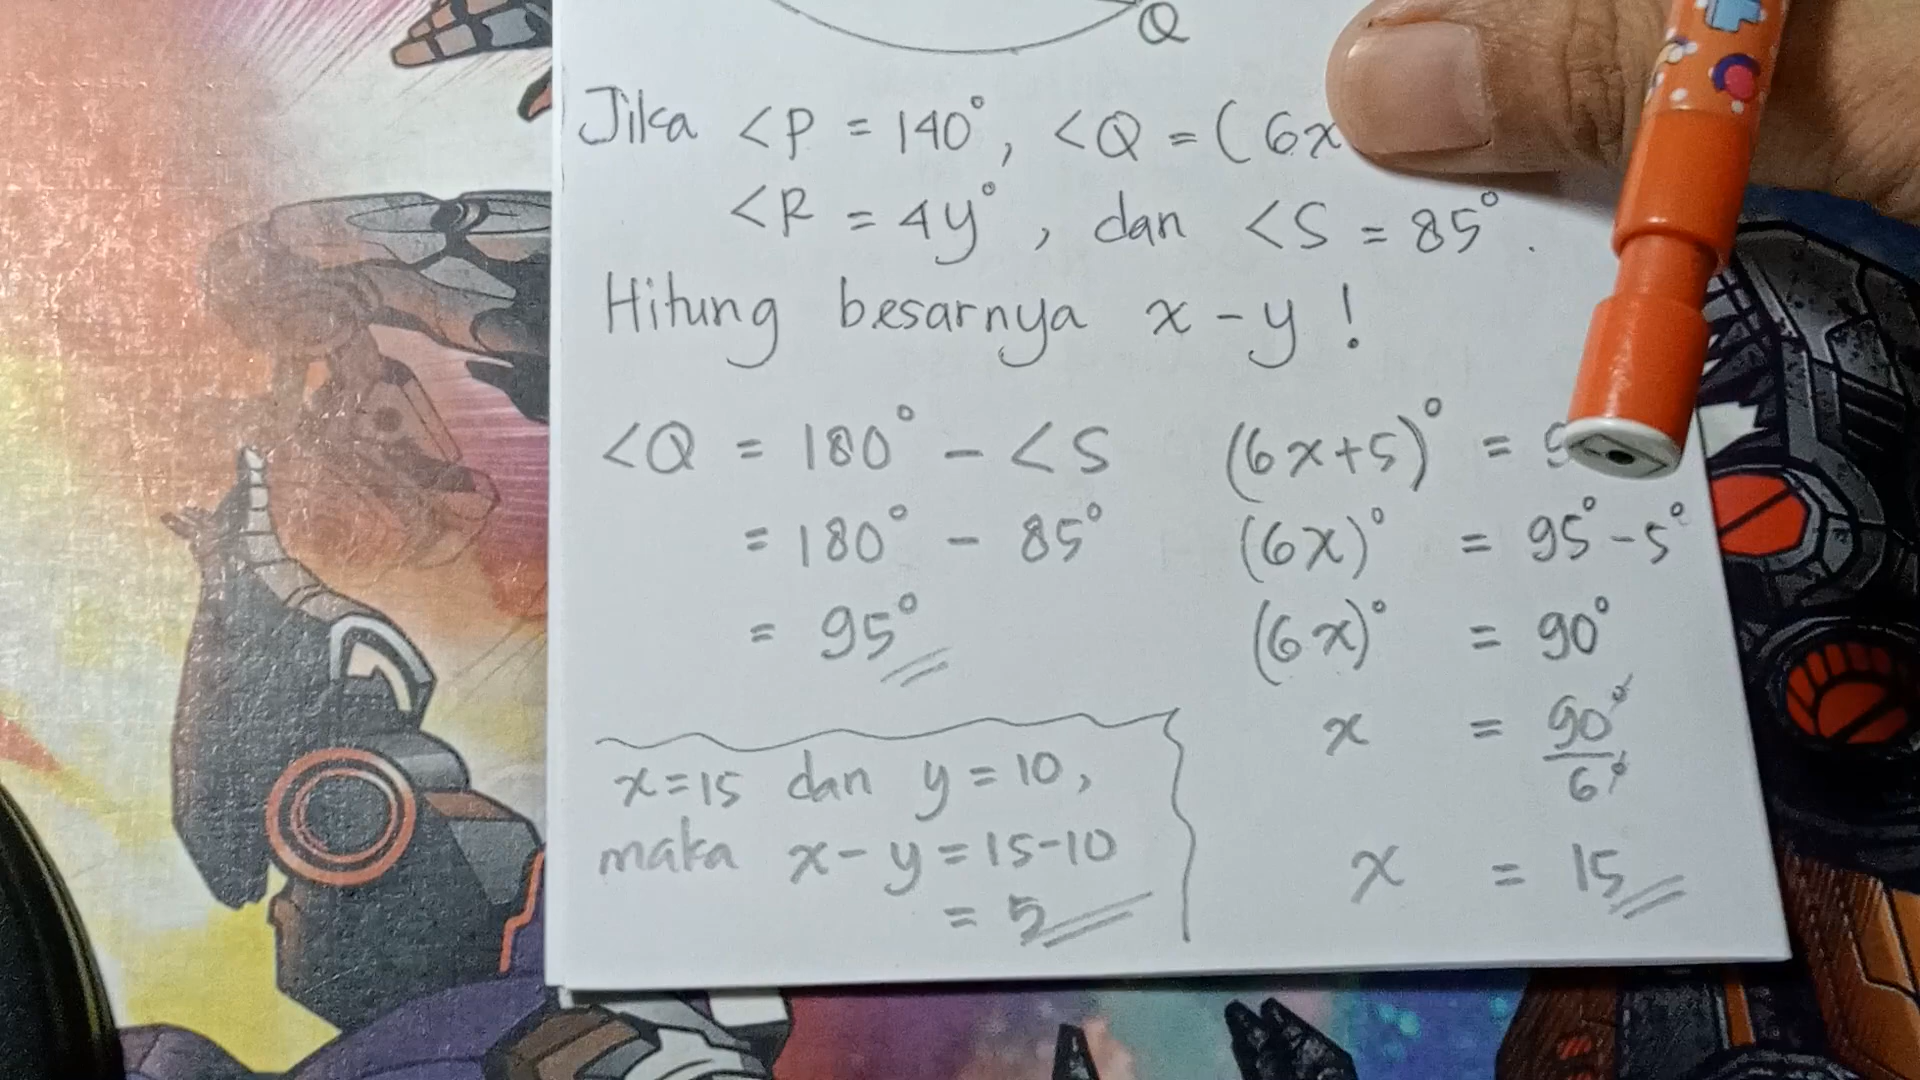 Q
Jika <P = 140°, <Q = (6x
<R = 4y°, dan <S = 85°.
Hitung besarnya x - y !
<Q = 180° - <S
= 180° - 85°
= 95°
(6x+5)° =
(6x)° = 95° - 5°
(6x)° = 90°
x = 90°/6°
x = 15
x = 15 dan y = 10,
maka x - y = 15 - 10
= 5